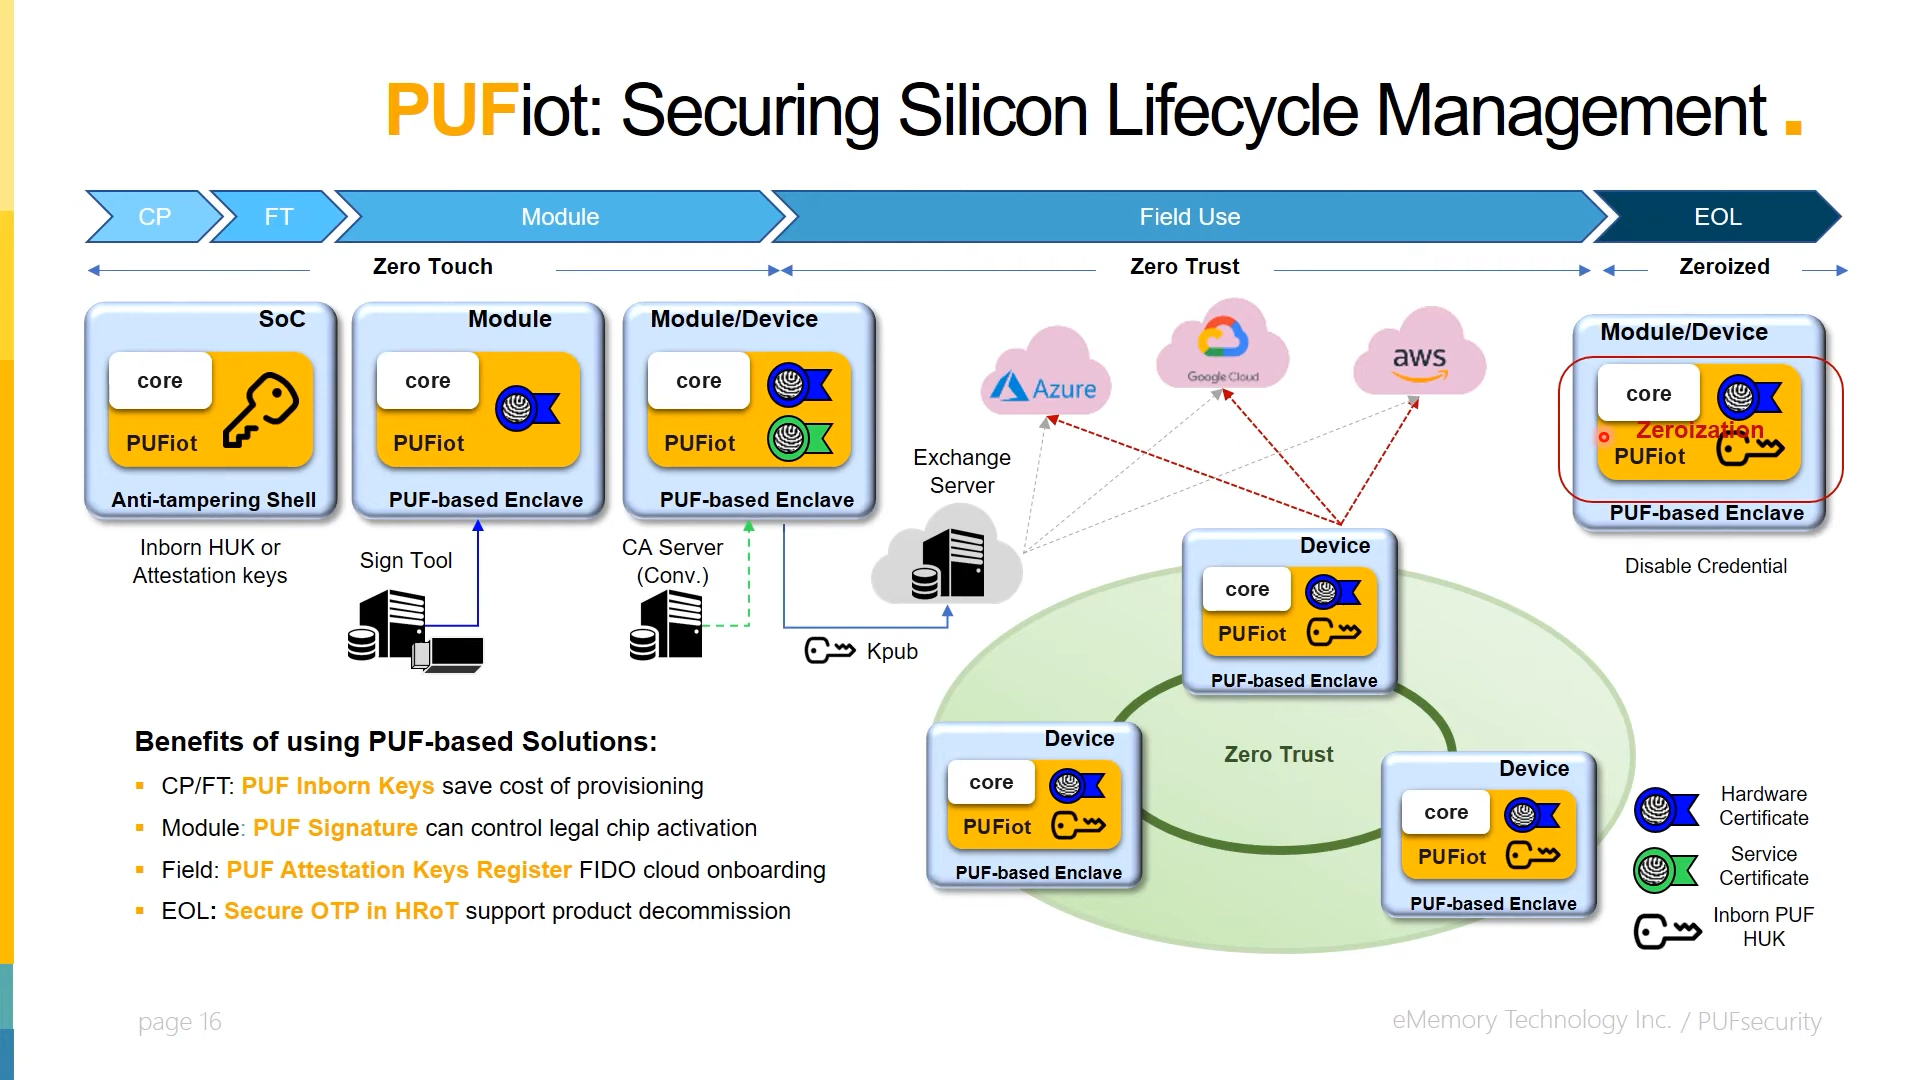 PUFiot: Securing Silicon Lifecycle Management.
CP
FT
Module
Field Use
EOL
Zero Touch
Zero Trust
Zeroized
SoC
core
PUFiot
Anti-tampering Shell
Inborn HUK or
Attestation keys
Module
core
PUFiot
PUF-based Enclave
Sign Tool
Module/Device
core
PUFiot
PUF-based Enclave
CA Server
(Conv.)
Kpub
Exchange
Server
Azure
Google Cloud
aws
Module/Device
core
Zeroization
PUFiot
PUF-based Enclave
Disable Credential
Device
core
PUFiot
PUF-based Enclave
Zero Trust
Device
core
PUFiot
PUF-based Enclave
Device
core
PUFiot
PUF-based Enclave
Hardware
Certificate
Service
Certificate
Inborn PUF
HUK
Benefits of using PUF-based Solutions:
▪ CP/FT: PUF Inborn Keys save cost of provisioning
▪ Module: PUF Signature can control legal chip activation
▪ Field: PUF Attestation Keys Register FIDO cloud onboarding
▪ EOL: Secure OTP in HRoT support product decommission
page 16
eMemory Technology Inc. / PUFsecurity